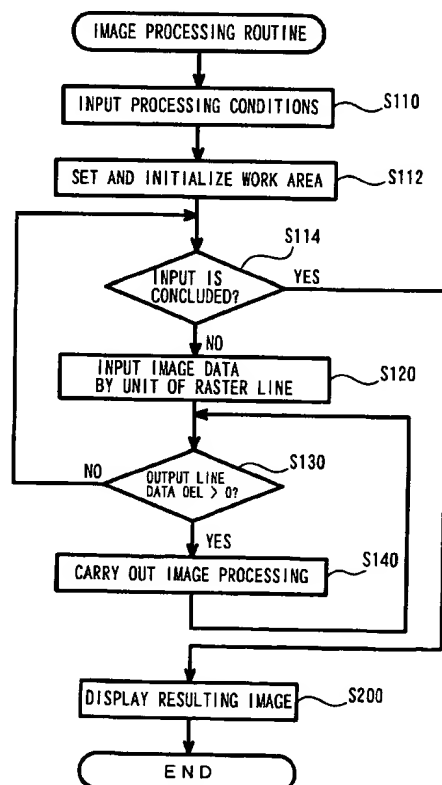 IMAGE PROCESSING ROUTINE
INPUT PROCESSING CONDITIONS
S110
SET AND INITIALIZE WORK AREA
S112
S114
INPUT IS
CONCLUDED?
YES
NO
INPUT IMAGE DATA
BY UNIT OF RASTER LINE
S120
S130
NO
OUTPUT LINE
DATA OEL > 0?
YES
CARRY OUT IMAGE PROCESSING
S140
DISPLAY RESULTING IMAGE
S200
END